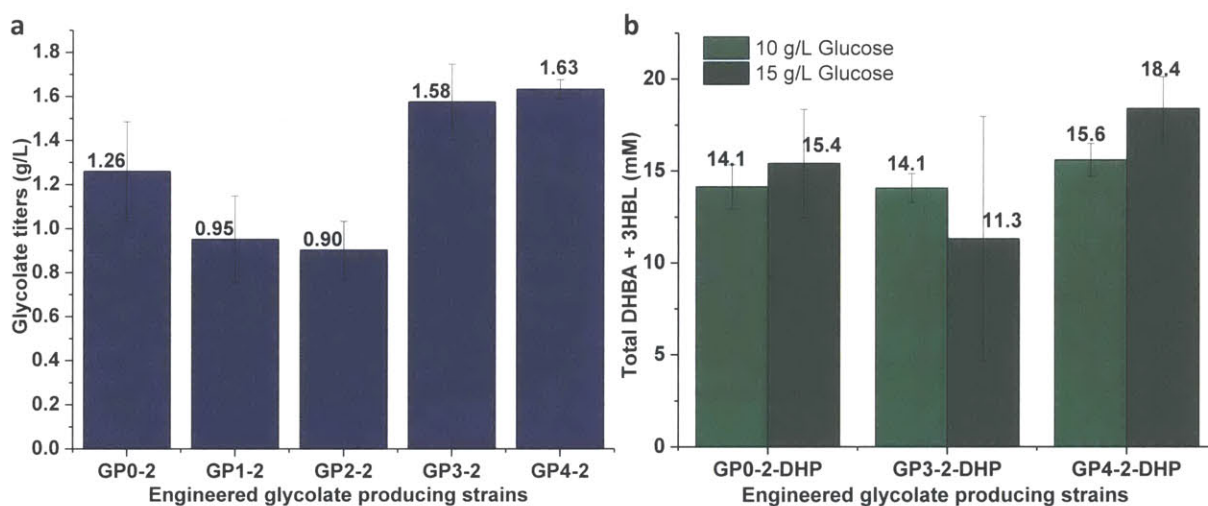 a
Glycolate titers (g/L)
1.8
1.6
1.4
1.2
1.0
0.8
0.6
0.4
0.2
0.0
1.26
0.95
0.90
1.58
1.63
GP0-2
GP1-2
GP2-2
GP3-2
GP4-2
Engineered glycolate producing strains
b
10 g/L Glucose
15 g/L Glucose
Total DHBA + 3HBL (mM)
20
15
10
5
0
14.1
15.4
14.1
11.3
15.6
18.4
GP0-2-DHP
GP3-2-DHP
GP4-2-DHP
Engineered glycolate producing strains